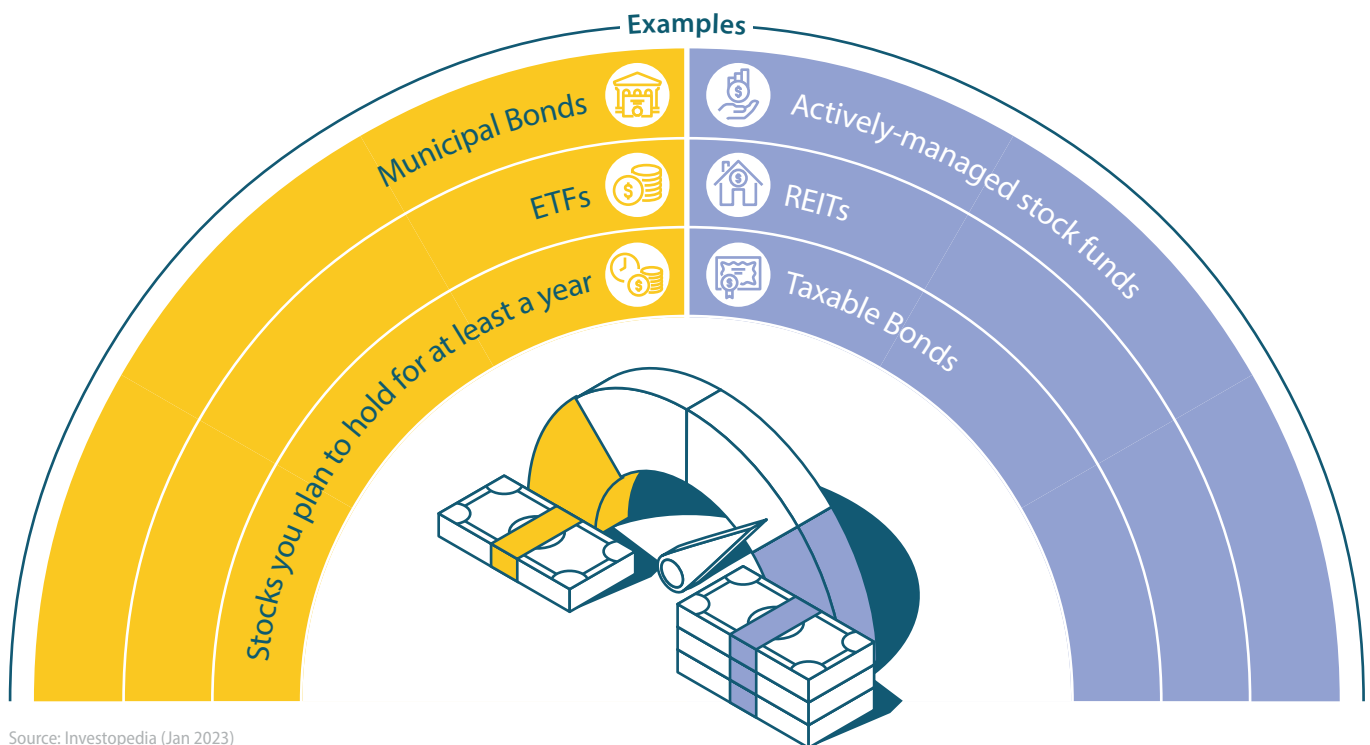 Examples
Municipal Bonds
ETFs
Stocks you plan to hold for at least a year
Actively-managed stock funds
REITs
Taxable Bonds
Source: Investopedia (Jan 2023)